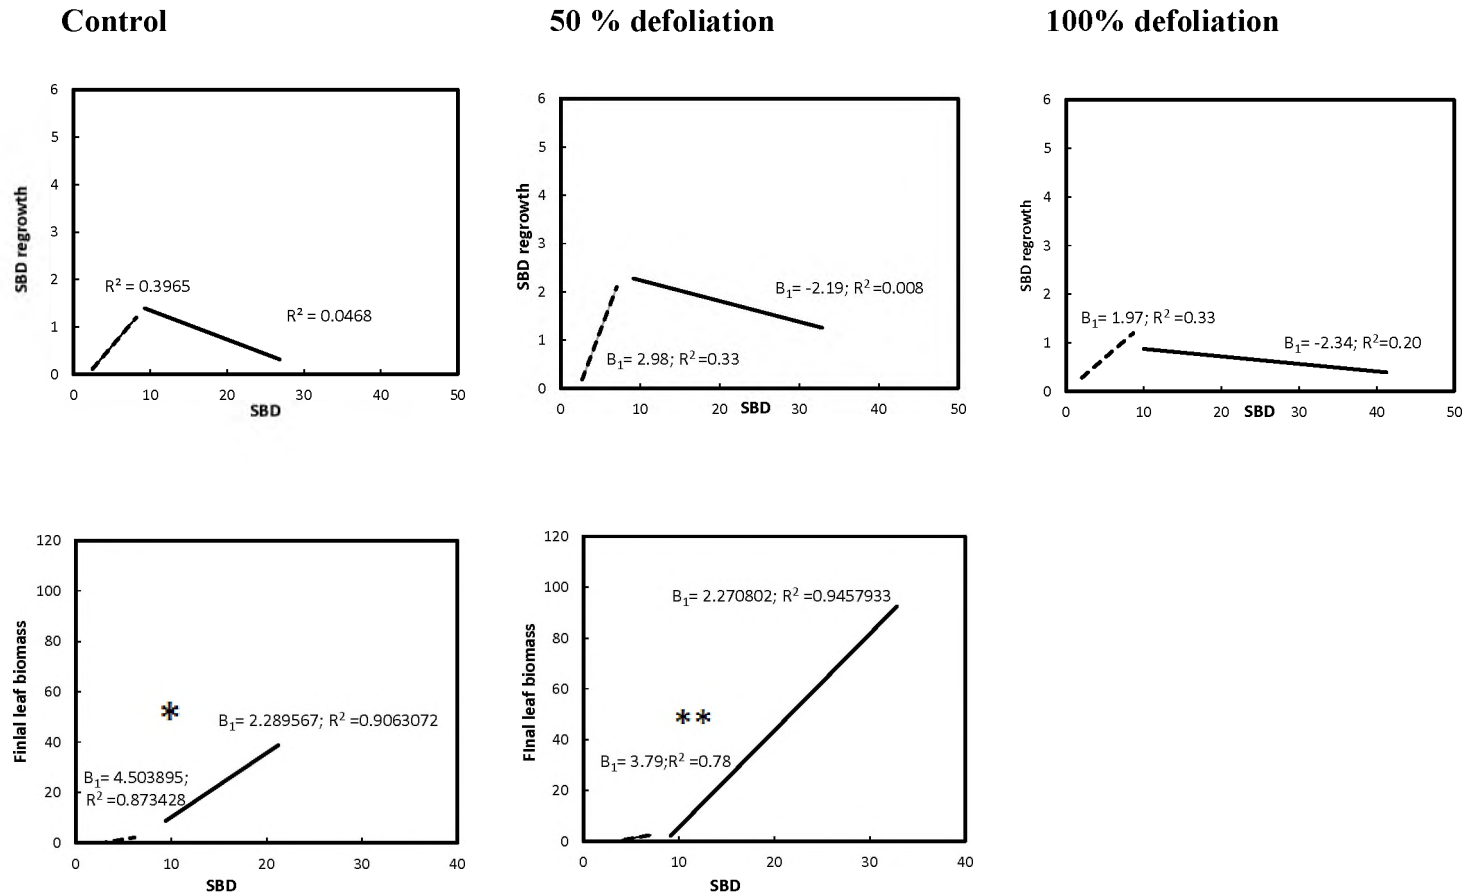 Control
50 % defoliation
100% defoliation
6
5
4
3
2
1
0
SBD regrowth
R² = 0.3965
R² = 0.0468
0 10 20 30 40 50
SBD
6
5
4
3
2
1
0
SBD regrowth
B₁= -2.19; R² =0.008
B₁= 2.98; R²=0.33
0 10 20 30 40 50
SBD
6
5
4
3
2
1
0
SBD regrowth
B₁= 1.97; R² =0.33
B₁= -2.34; R²=0.20
0 10 20 30 40 50
SBD
120
100
80
60
40
20
0
Finlal leaf biomass
*
B₁= 2.289567; R² =0.9063072
B₁= 4.503895;
R² =0.873428
0 10 20 30 40
SBD
120
100
80
60
40
20
0
FInal leaf biomass
B₁= 2.270802; R² =0.9457933
**
B₁= 3.79;R² =0.78
0 10 20 30 40
SBD